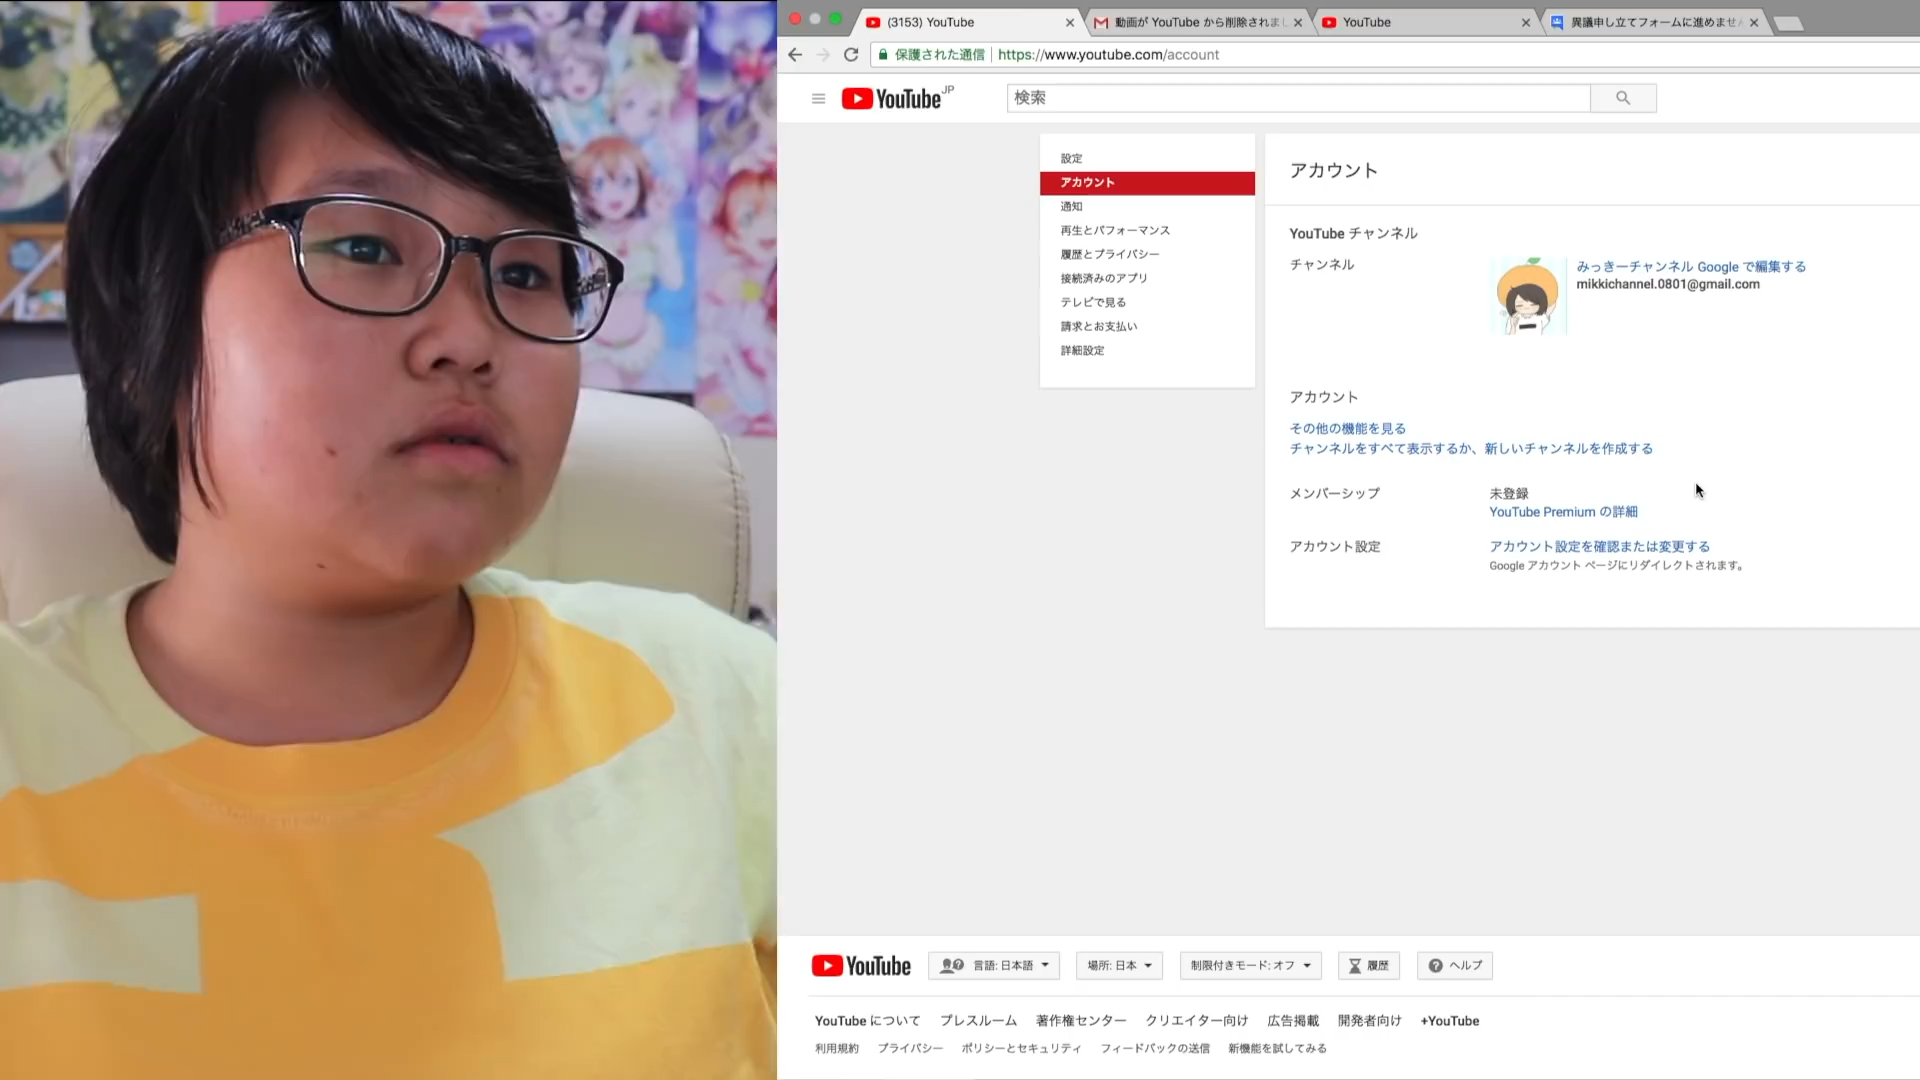 (3153) YouTube
動画が YouTube から削除されまし
YouTube
異議申し立てフォームに進めません
保護された通信 https://www.youtube.com/account
YouTube JP
検索
設定
アカウント
通知
再生とパフォーマンス
履歴とプライバシー
接続済みのアプリ
テレビで見る
請求とお支払い
詳細設定
アカウント
YouTube チャンネル
チャンネル
みっきーチャンネル Google で編集する
mikkichannel.0801@gmail.com
アカウント
その他の機能を見る
チャンネルをすべて表示するか、新しいチャンネルを作成する
メンバーシップ
未登録
YouTube Premium の詳細
アカウント設定
アカウント設定を確認または変更する
Google アカウント ページにリダイレクトされます。
YouTube 言語: 日本語 場所: 日本 制限付きモード: オフ 履歴 ヘルプ
YouTube について プレスルーム 著作権センター クリエイター向け 広告掲載 開発者向け +YouTube
利用規約 プライバシー ポリシーとセキュリティ フィードバックの送信 新機能を試してみる